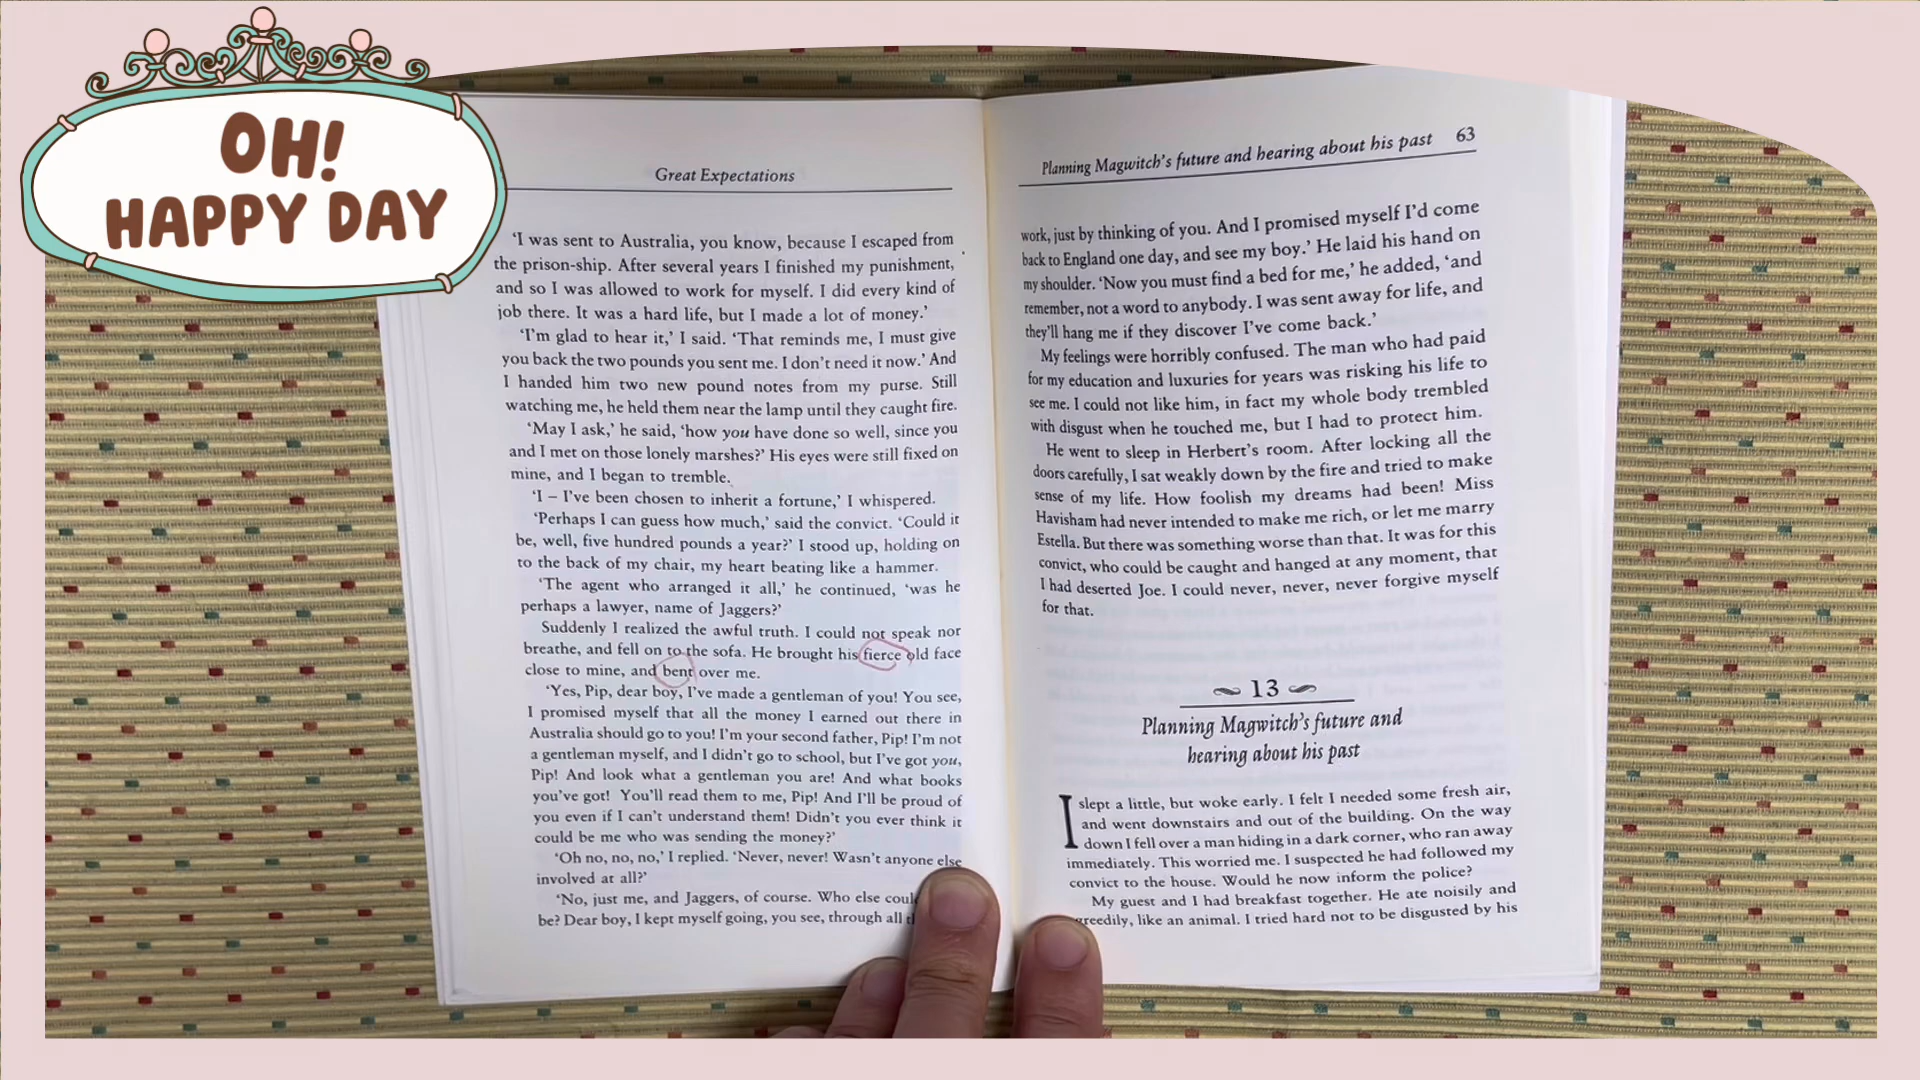 OH!
HAPPY DAY
Great Expectations
‘I was sent to Australia, you know, because I escaped from
the prison-ship. After several years I finished my punishment,
and so I was allowed to work for myself. I did every kind of
job there. It was a hard life, but I made a lot of money.’
‘I’m glad to hear it,’ I said. ‘That reminds me, I must give
you back the two pounds you sent me. I don’t need it now.’ And
I handed him two new pound notes from my purse. Still
watching me, he held them near the lamp until they caught fire.
‘May I ask,’ he said, ‘how you have done so well, since you
and I met on those lonely marshes?’ His eyes were still fixed on
mine, and I began to tremble.
‘I – I’ve been chosen to inherit a fortune,’ I whispered.
‘Perhaps I can guess how much,’ said the convict. ‘Could it
be, well, five hundred pounds a year?’ I stood up, holding on
to the back of my chair, my heart beating like a hammer.
‘The agent who arranged it all,’ he continued, ‘was he
perhaps a lawyer, name of Jaggers?’
Suddenly I realized the awful truth. I could not speak nor
breathe, and fell on to the sofa. He brought his fierce old face
close to mine, and bent over me.
‘Yes, Pip, dear boy, I’ve made a gentleman of you! You see,
I promised myself that all the money I earned out there in
Australia should go to you! I’m your second father, Pip! I’m not
a gentleman myself, and I didn’t go to school, but I’ve got you,
Pip! And look what a gentleman you are! And what books
you’ve got! You’ll read them to me, Pip! And I’ll be proud of
you even if I can’t understand them! Didn’t you ever think it
could be me who was sending the money?’
‘Oh no, no, no,’ I replied. ‘Never, never! Wasn’t anyone else
involved at all?’
‘No, just me, and Jaggers, of course. Who else
be? Dear boy, I kept myself going, you see, through all
Planning Magwitch’s future and hearing about his past 63
work, just by thinking of you. And I promised myself I’d come
back to England one day, and see my boy.’ He laid his hand on
my shoulder. ‘Now you must find a bed for me,’ he added, ‘and
remember, not a word to anybody. I was sent away for life, and
they’ll hang me if they discover I’ve come back.’
My feelings were horribly confused. The man who had paid
for my education and luxuries for years was risking his life to
see me. I could not like him, in fact my whole body trembled
with disgust when he touched me, but I had to protect him.
He went to sleep in Herbert’s room. After locking all the
doors carefully, I sat weakly down by the fire and tried to make
sense of my life. How foolish my dreams had been! Miss
Havisham had never intended to make me rich, or let me marry
Estella. But there was something worse than that. It was for this
convict, who could be caught and hanged at any moment, that
I had deserted Joe. I could never, never, never forgive myself
for that.
13
Planning Magwitch’s future and
hearing about his past
I slept a little, but woke early. I felt I needed some fresh air,
and went downstairs and out of the building. On the way
down I fell over a man hiding in a dark corner, who ran away
immediately. This worried me. I suspected he had followed my
convict to the house. Would he now inform the police?
My guest and I had breakfast together. He ate noisily and
greedily, like an animal. I tried hard not to be disgusted by his